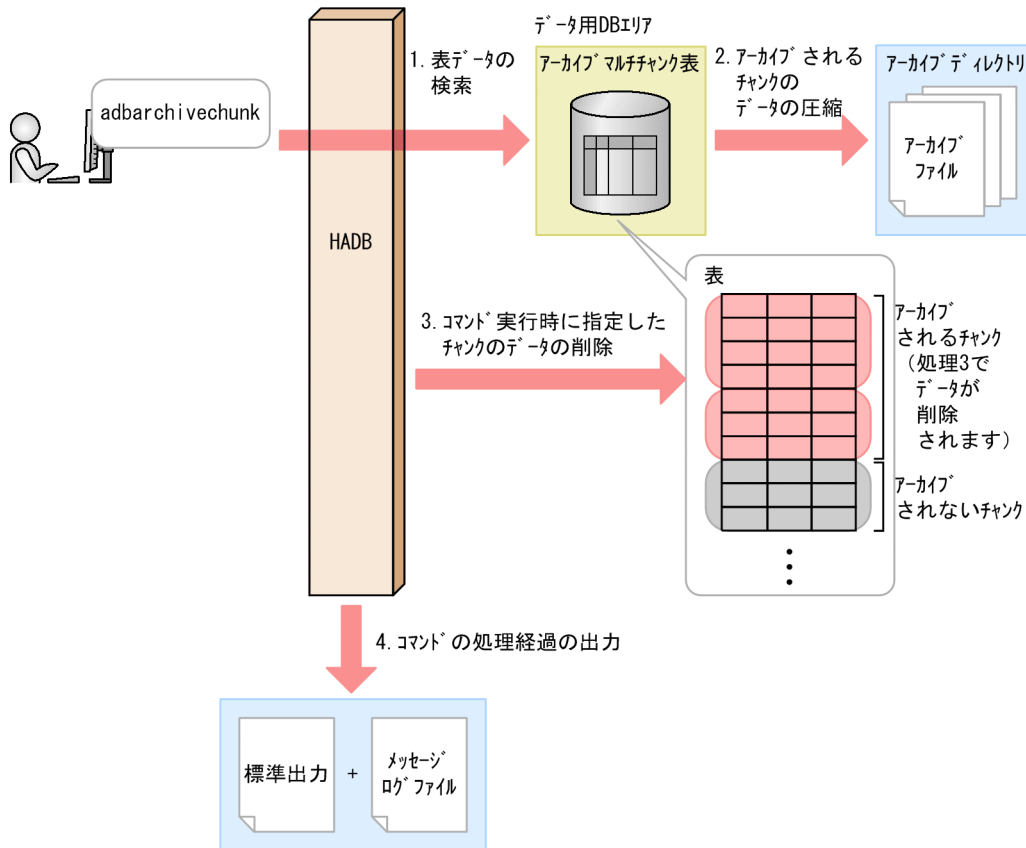 データ用DBエリア
アーカイブマルチチャンク表
アーカイブディレクトリ
1. 表データの
検索
2. アーカイブされる
チャンクの
データの圧縮
adbarchivechunk
アーカイブ
ファイル
HADB
表
3. コマンド実行時に指定した
チャンクのデータの削除
アーカイブ
されるチャンク
(処理3で
データが
削除
されます)
アーカイブ
されないチャンク
4. コマンドの処理経過の出力
標準出力
+
メッセージ
ログファイル